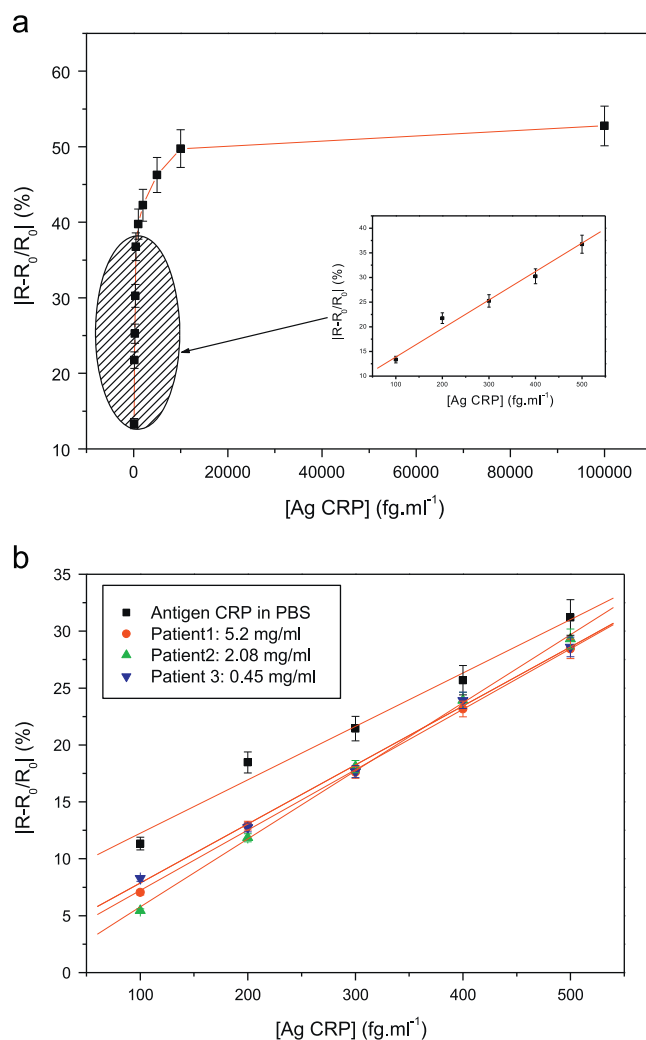 a
|R-R₀/R₀| (%)
60
50
40
30
20
10
0 20000 40000 60000 80000 100000
[Ag CRP] (fg.ml⁻¹)
|R-R₀/R₀| (%)
40
35
30
25
20
15
10
100 200 300 400 500
[Ag CRP] (fg.ml⁻¹)
b
|R-R₀/R₀| (%)
35
30
25
20
15
10
5
0
Antigen CRP in PBS
Patient1: 5.2 mg/ml
Patient2: 2.08 mg/ml
Patient 3: 0.45 mg/ml
100 200 300 400 500
[Ag CRP] (fg.ml⁻¹)